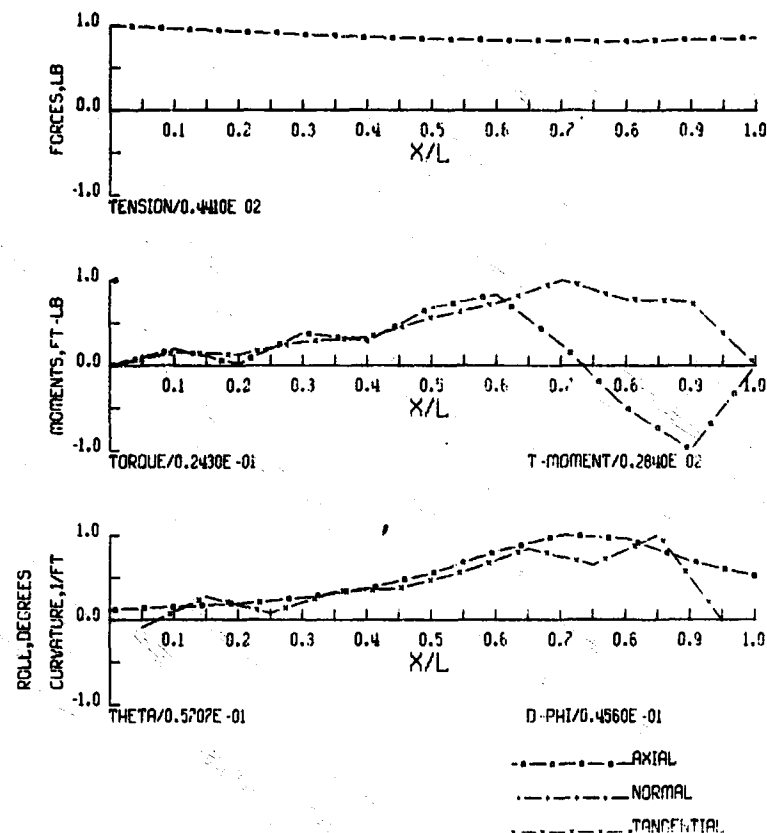 1.0
FORCES,LB
0.0
0.1 0.2 0.3 0.4 0.5 0.6 0.7 0.6 0.9 1.0
X/L
-1.0
TENSION/0.4410E 02
1.0
MOMENTS,FT-LB
0.0
0.1 0.2 0.3 0.4 0.5 0.6 0.7 0.6 0.9 1.0
X/L
-1.0
TORQUE/0.2430E-01 T-MOMENT/0.2840E 02
1.0
ROLL,DEGREES
CURVATURE,1/FT
0.0
0.1 0.2 0.3 0.4 0.5 0.6 0.7 0.6 0.9 1.0
X/L
-1.0
THETA/0.5707E-01 D-PHI/0.4560E-01
AXIAL
NORMAL
TANGENTIAL